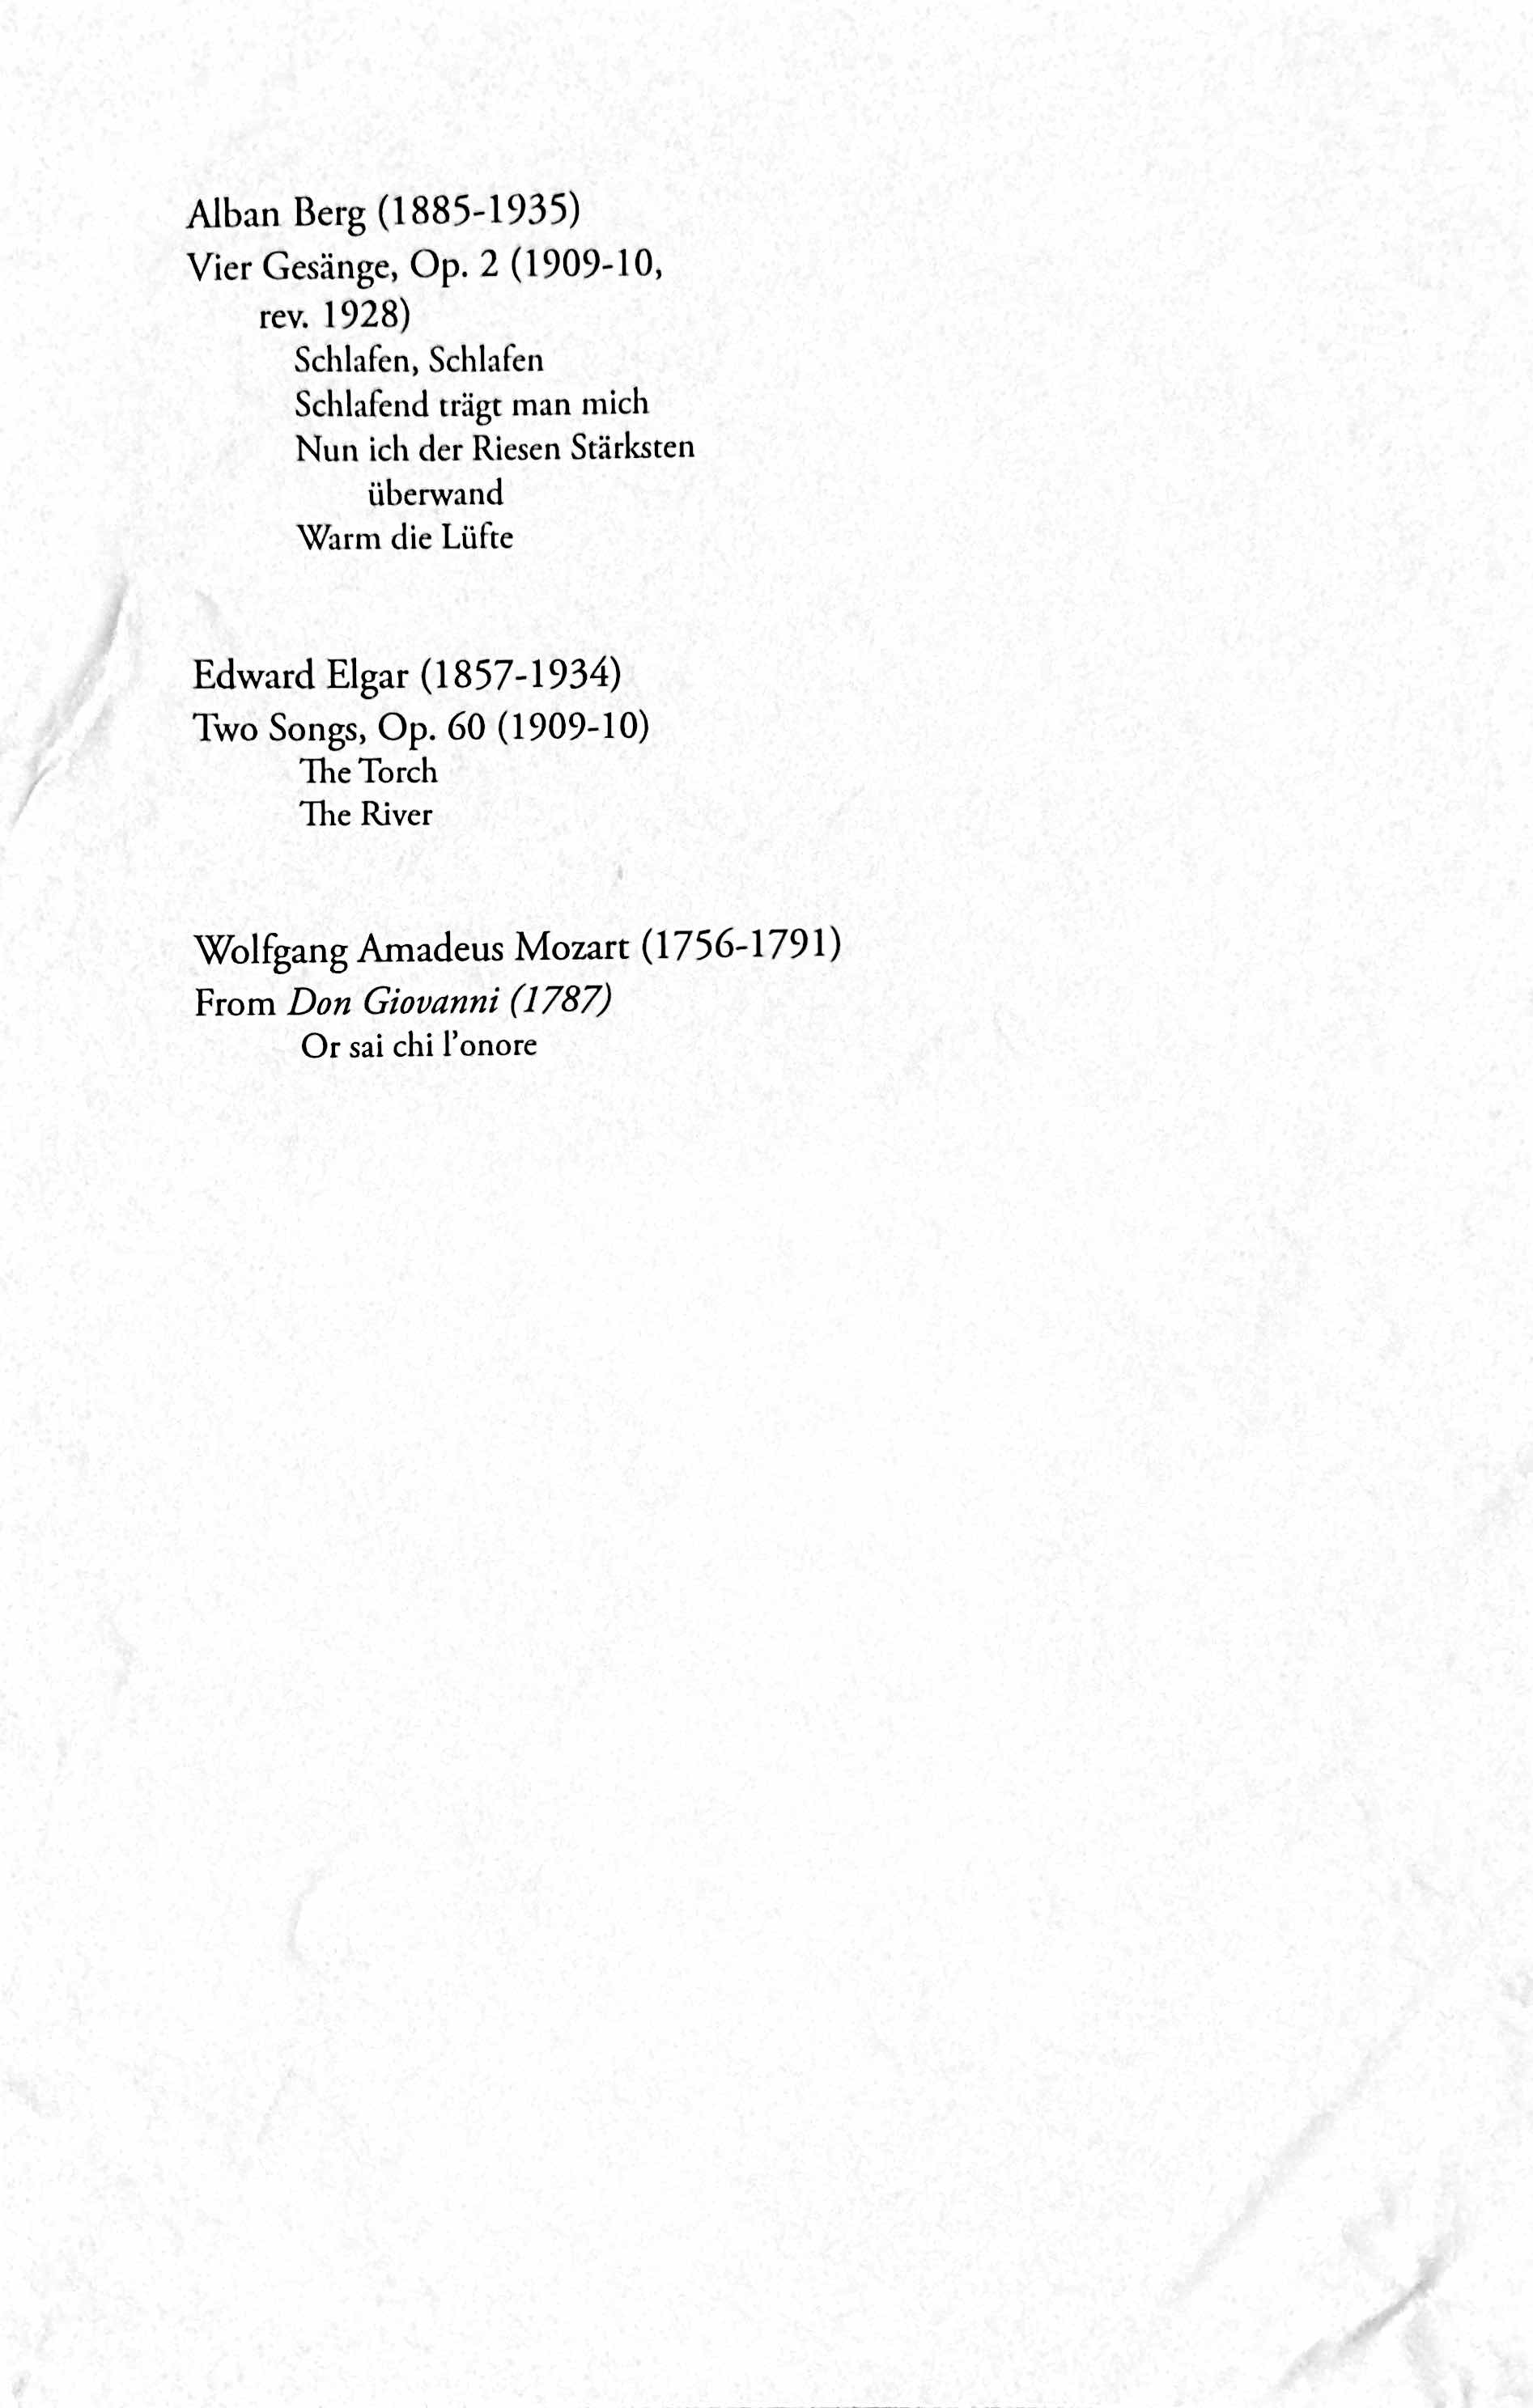 Alban Berg (1885-1935)
Vier Gesänge, Op. 2 (1909-10,
rev. 1928)
Schlafen, Schlafen
Schlafend trägt man mich
Nun ich der Riesen Stärksten
überwand
Warm die Lüfte
Edward Elgar (1857-1934)
Two Songs, Op. 60 (1909-10)
The Torch
The River
Wolfgang Amadeus Mozart (1756-1791)
From Don Giovanni (1787)
Or sai chi l’onore